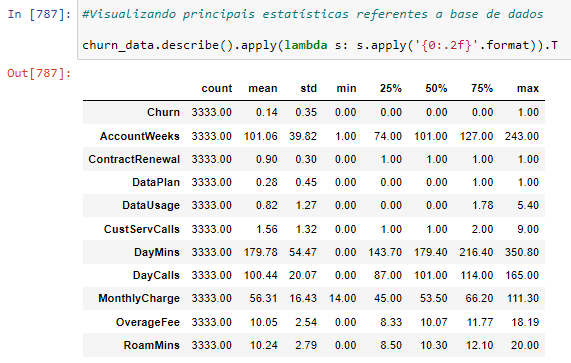 In [787]: #Visualizando principais estatísticas referentes a base de dados
churn_data.describe().apply(lambda s: s.apply('{0:.2f}'.format)).T
Out[787]:
count mean std min 25% 50% 75% max
Churn 3333.00 0.14 0.35 0.00 0.00 0.00 0.00 1.00
AccountWeeks 3333.00 101.06 39.82 1.00 74.00 101.00 127.00 243.00
ContractRenewal 3333.00 0.90 0.30 0.00 1.00 1.00 1.00 1.00
DataPlan 3333.00 0.28 0.45 0.00 0.00 0.00 1.00 1.00
DataUsage 3333.00 0.82 1.27 0.00 0.00 0.00 1.78 5.40
CustServCalls 3333.00 1.56 1.32 0.00 1.00 1.00 2.00 9.00
DayMins 3333.00 179.78 54.47 0.00 143.70 179.40 216.40 350.80
DayCalls 3333.00 100.44 20.07 0.00 87.00 101.00 114.00 165.00
MonthlyCharge 3333.00 56.31 16.43 14.00 45.00 53.50 66.20 111.30
OverageFee 3333.00 10.05 2.54 0.00 8.33 10.07 11.77 18.19
RoamMins 3333.00 10.24 2.79 0.00 8.50 10.30 12.10 20.00